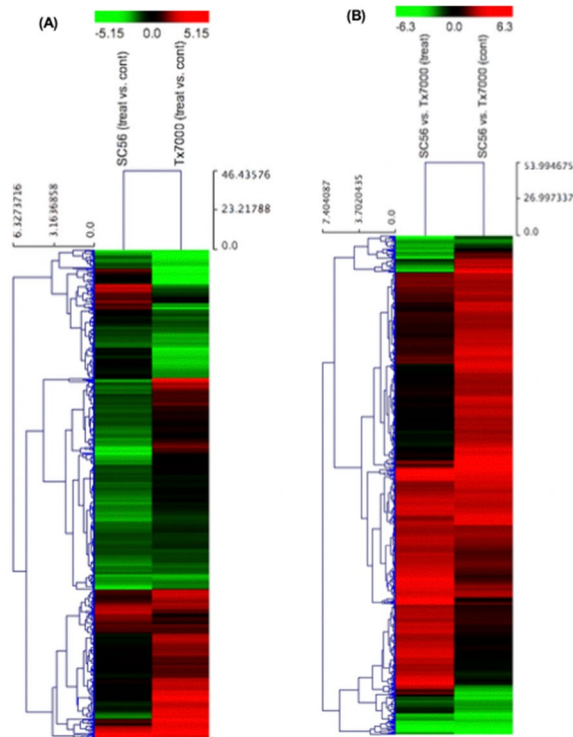 (A)
-5.15 0.0 5.15
SC56 (treat vs. cont)
Tx7000 (treat vs. cont)
46.43576
23.21788
0.0
6.3273716
3.1636858
0.0
(B)
-6.3 0.0 6.3
SC56 vs. Tx7000 (treat)
SC56 vs. Tx7000 (cont)
53.994675
26.997337
0.0
7.404087
3.7020435
0.0